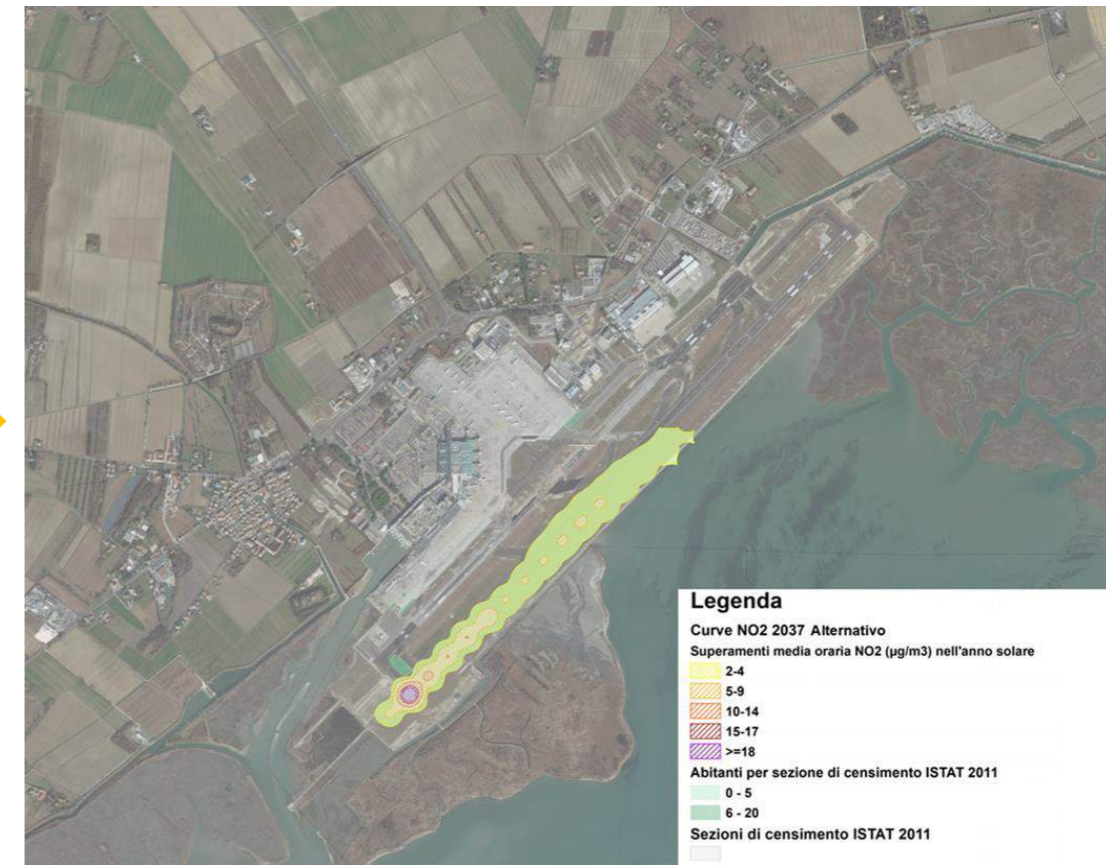 Legenda
Curve NO2 2037 Alternativo
Superamenti media oraria NO2 (µg/m3) nell'anno solare
2-4
5-9
10-14
15-17
>=18
Abitanti per sezione di censimento ISTAT 2011
0 - 5
6 - 20
Sezioni di censimento ISTAT 2011